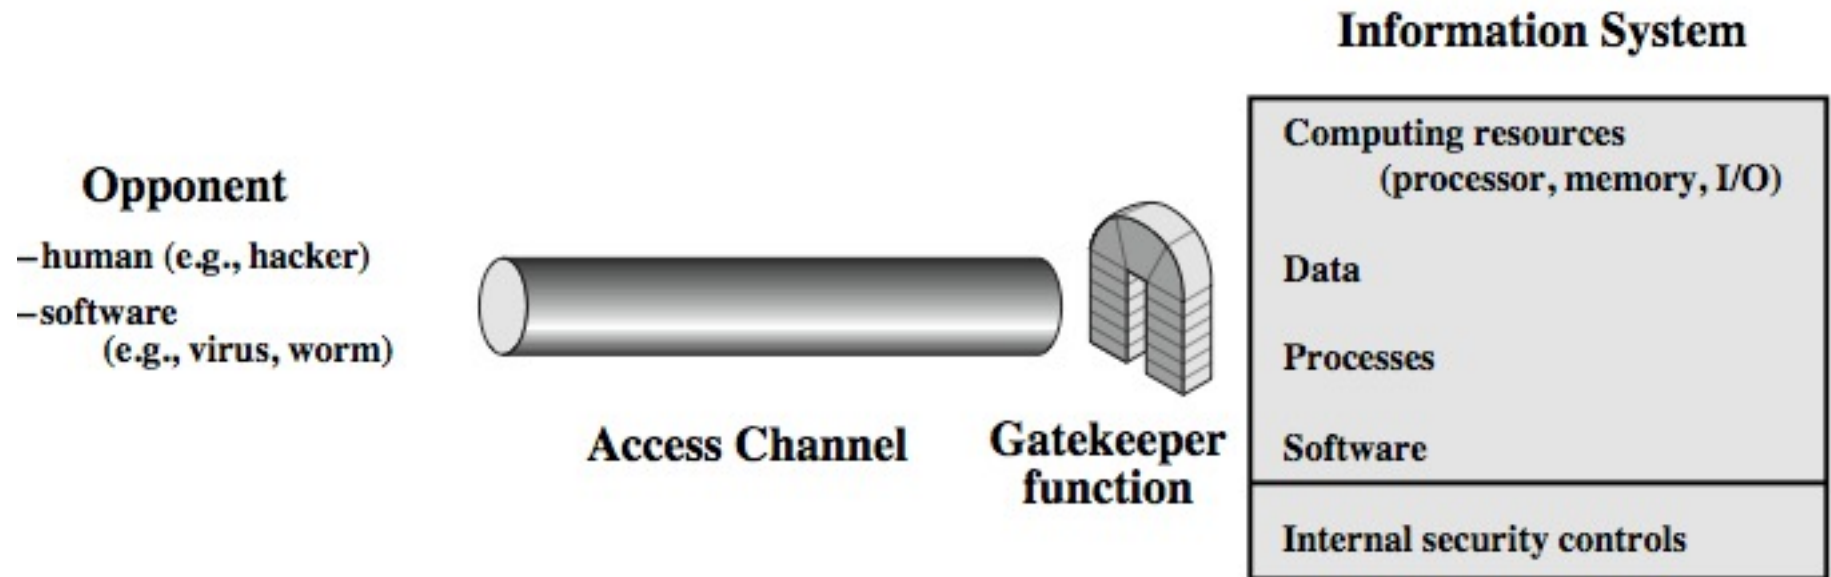 Information System
Opponent
–human (e.g., hacker)
–software
(e.g., virus, worm)
Access Channel
Gatekeeper
function
Computing resources
(processor, memory, I/O)
Data
Processes
Software
Internal security controls